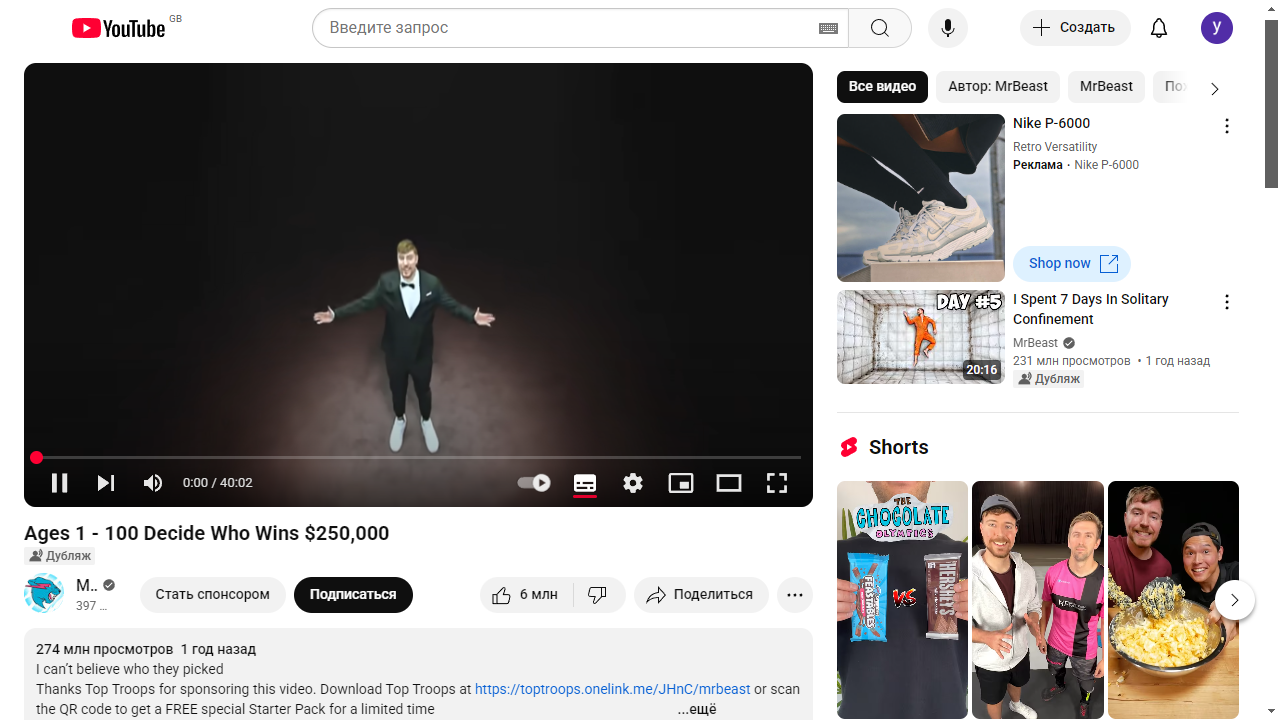 YouTube GB
Введите запрос
Создать
y
0:00 / 40:02
Ages 1 - 100 Decide Who Wins $250,000
Дубляж
M...
397 ...
Стать спонсором
Подписаться
6 млн
Поделиться
274 млн просмотров 1 год назад
I can't believe who they picked
Thanks Top Troops for sponsoring this video. Download Top Troops at https://toptroops.onelink.me/JHnC/mrbeast or scan
the QR code to get a FREE special Starter Pack for a limited time ...ещё
Все видео
Автор: MrBeast
MrBeast
Nike P-6000
Retro Versatility
Реклама · Nike P-6000
Shop now
DAY #5
20:16
I Spent 7 Days In Solitary
Confinement
MrBeast
231 млн просмотров • 1 год назад
Дубляж
Shorts
THE
CHOCOLATE
OLYMPICS
FEASTABLES
VS
HERSHEY'S